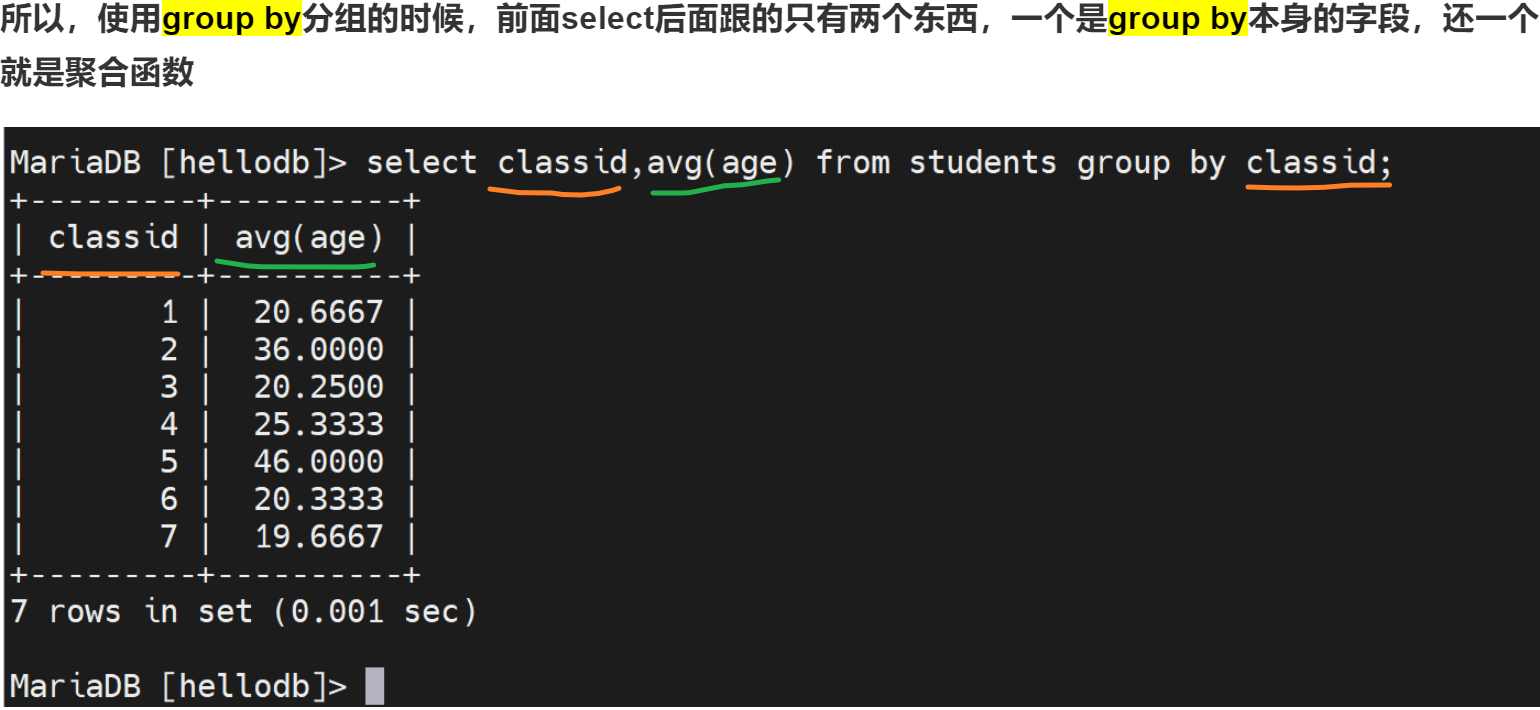 所以，使用group by分组的时候，前面select后面跟的只有两个东西，一个是group by本身的字段，还一个
就是聚合函数
MariaDB [hellodb]> select classid,avg(age) from students group by classid;
+---------+----------+
| classid | avg(age) |
+---------+----------+
|       1 |  20.6667 |
|       2 |  36.0000 |
|       3 |  20.2500 |
|       4 |  25.3333 |
|       5 |  46.0000 |
|       6 |  20.3333 |
|       7 |  19.6667 |
+---------+----------+
7 rows in set (0.001 sec)
MariaDB [hellodb]>